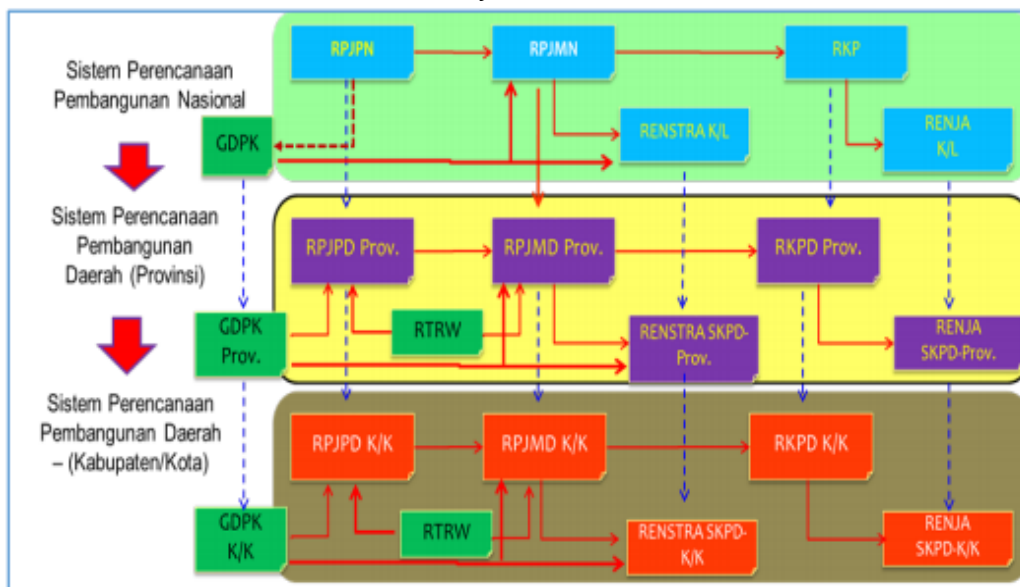 Sistem Perencanaan
Pembangunan Nasional
RPJPN
RPJMN
RKP
GDPK
RENSTRA K/L
RENJA
K/L
Sistem Perencanaan
Pembangunan
Daerah (Provinsi)
RPJPD Prov.
RPJMD Prov.
RKPD Prov.
GDPK
Prov.
RTRW
RENSTRA SKPD-
Prov.
RENJA
SKPD-Prov.
Sistem Perencanaan
Pembangunan Daerah
– (Kabupaten/Kota)
RPJPD K/K
RPJMD K/K
RKPD K/K
GDPK
K/K
RTRW
RENSTRA SKPD-
K/K
RENJA
SKPD-K/K